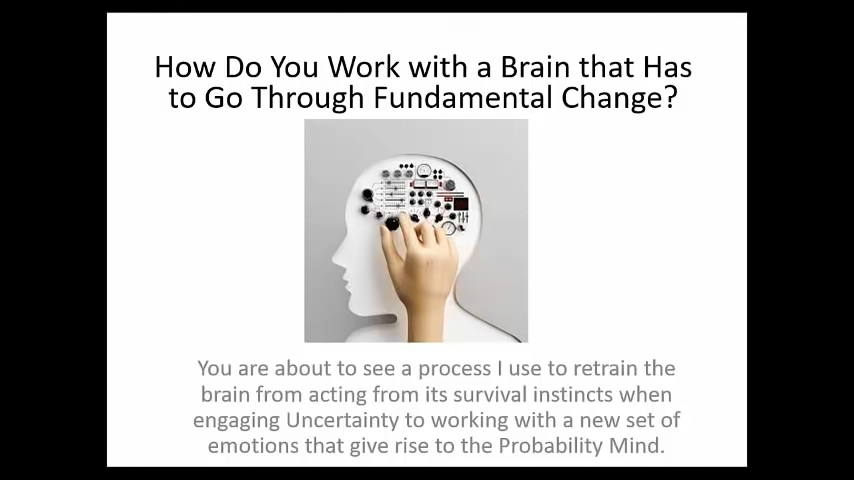 How Do You Work with a Brain that Has
to Go Through Fundamental Change?
You are about to see a process I use to retrain the
brain from acting from its survival instincts when
engaging Uncertainty to working with a new set of
emotions that give rise to the Probability Mind.